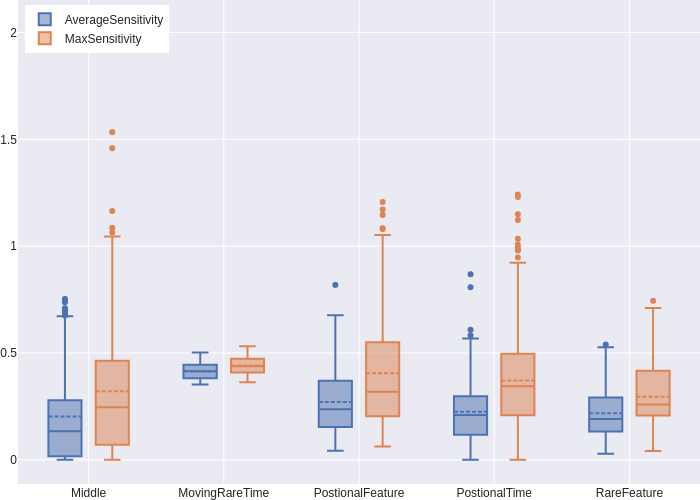 AverageSensitivity
MaxSensitivity
2
1.5
1
0.5
0
Middle
MovingRareTime
PostionalFeature
PostionalTime
RareFeature